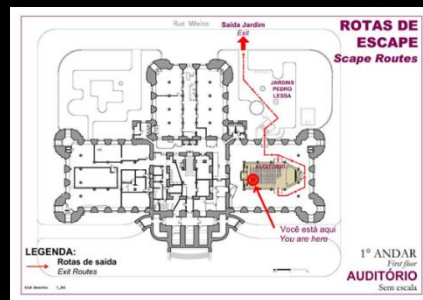 Rua México
Saída Jardim
Exit
ROTAS DE
ESCAPE
Scape Routes
JARDINS
PEDRO
LESSA
AUDITÓRIO
Você está aqui
You are here
LEGENDA:
Rotas de saída
Exit Routes
1º ANDAR
First floor
AUDITÓRIO
Sem escala